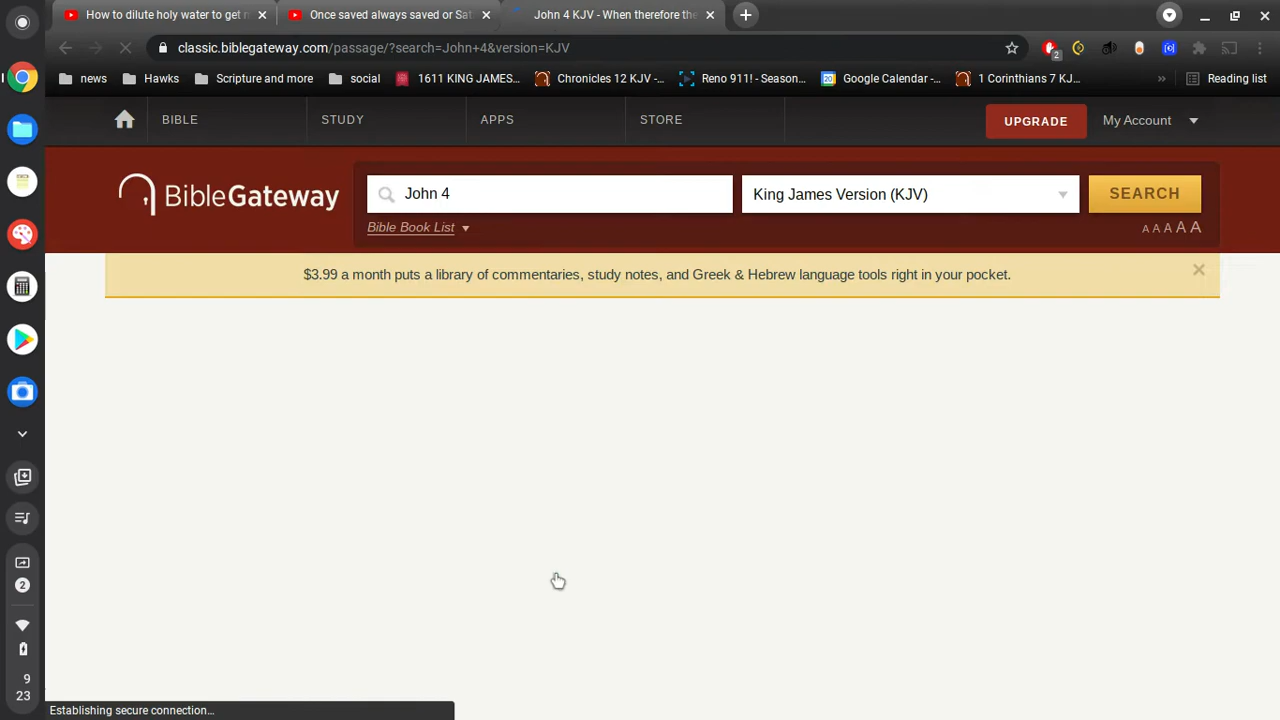 How to dilute holy water to get r
Once saved always saved or Sat
John 4 KJV - When therefore the
classic.biblegateway.com/passage/?search=John+4&version=KJV
2
news
Hawks
Scripture and more
social
1611 KING JAMES...
Chronicles 12 KJV -...
Reno 911! - Season...
20
Google Calendar -...
1 Corinthians 7 KJ...
»
Reading list
BIBLE
STUDY
APPS
STORE
UPGRADE
My Account
BibleGateway
John 4
King James Version (KJV)
SEARCH
Bible Book List
A A A A A
$3.99 a month puts a library of commentaries, study notes, and Greek & Hebrew language tools right in your pocket.
×
2
9
23
Establishing secure connection...